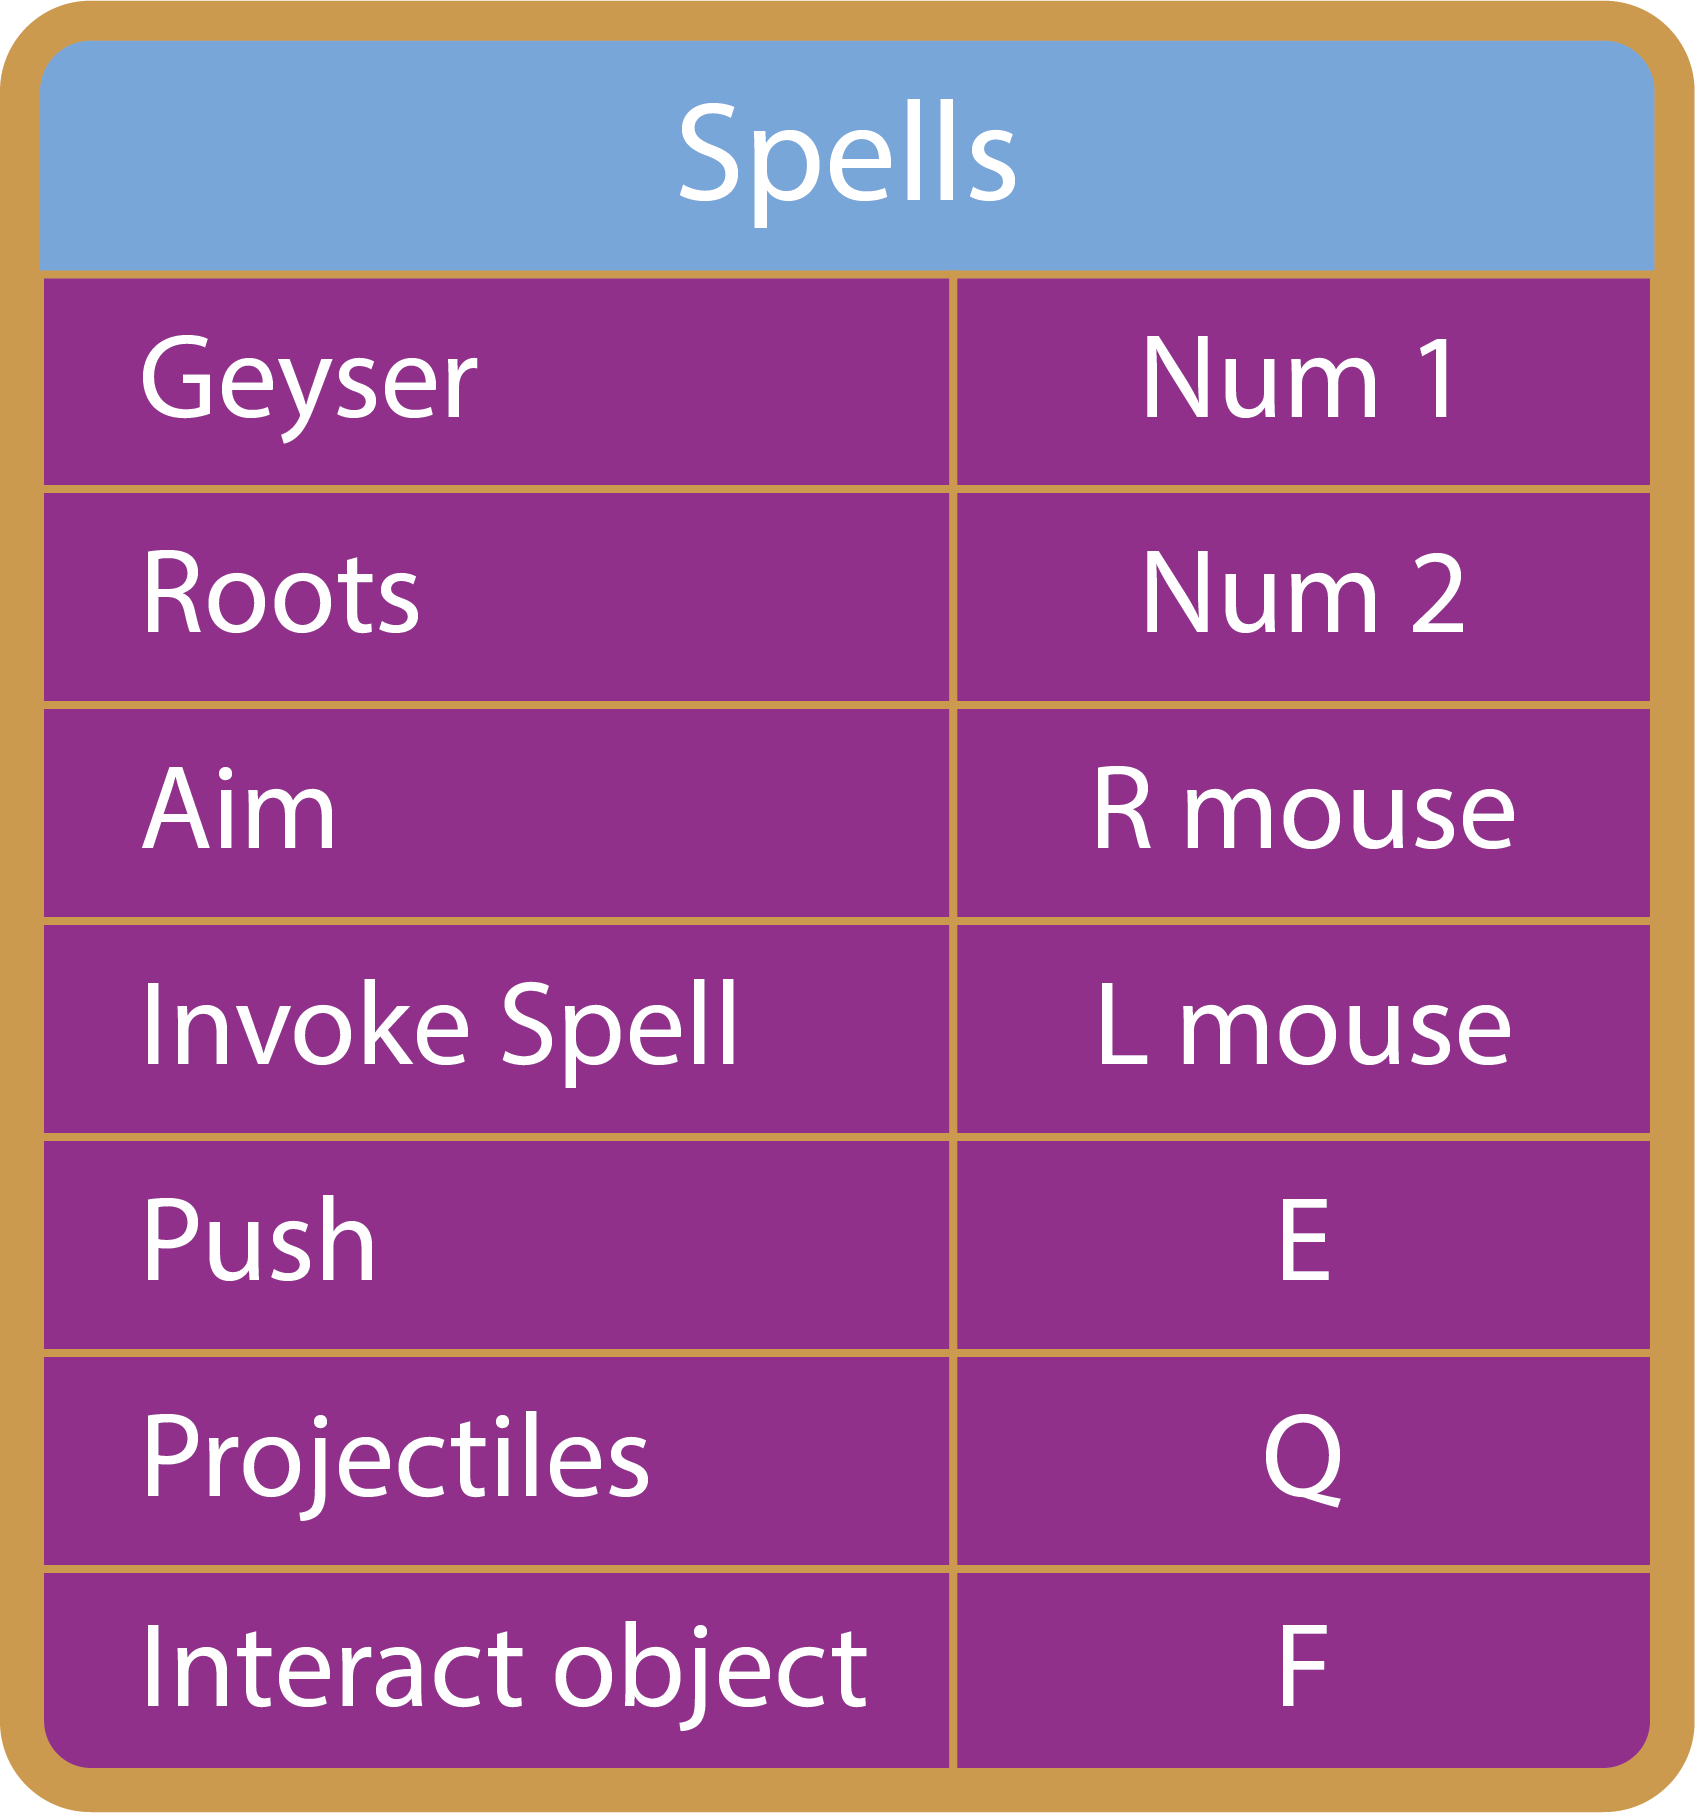 Spells
Geyser Num 1
Roots Num 2
Aim R mouse
Invoke Spell L mouse
Push E
Projectiles Q
Interact object F